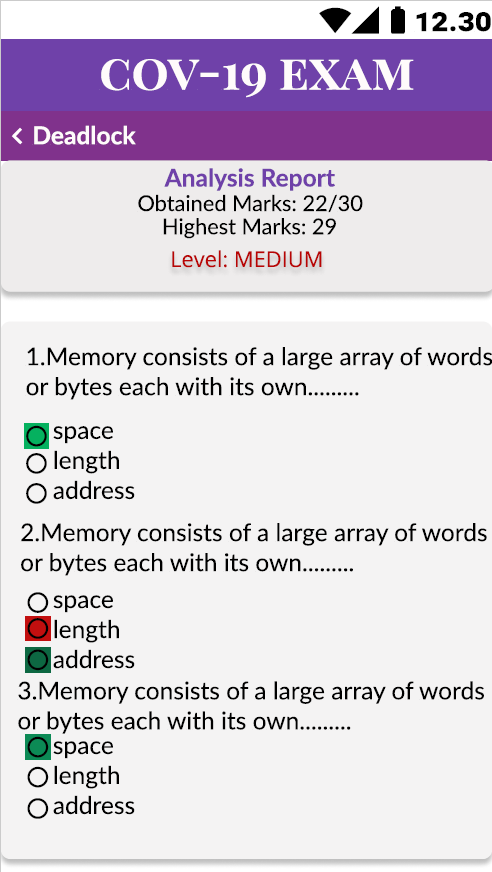 12.30
COV-19 EXAM
< Deadlock
Analysis Report
Obtained Marks: 22/30
Highest Marks: 29
Level: MEDIUM
1.Memory consists of a large array of words
or bytes each with its own.........
space
length
address
2.Memory consists of a large array of words
or bytes each with its own.........
space
length
address
3.Memory consists of a large array of words
or bytes each with its own.........
space
length
address